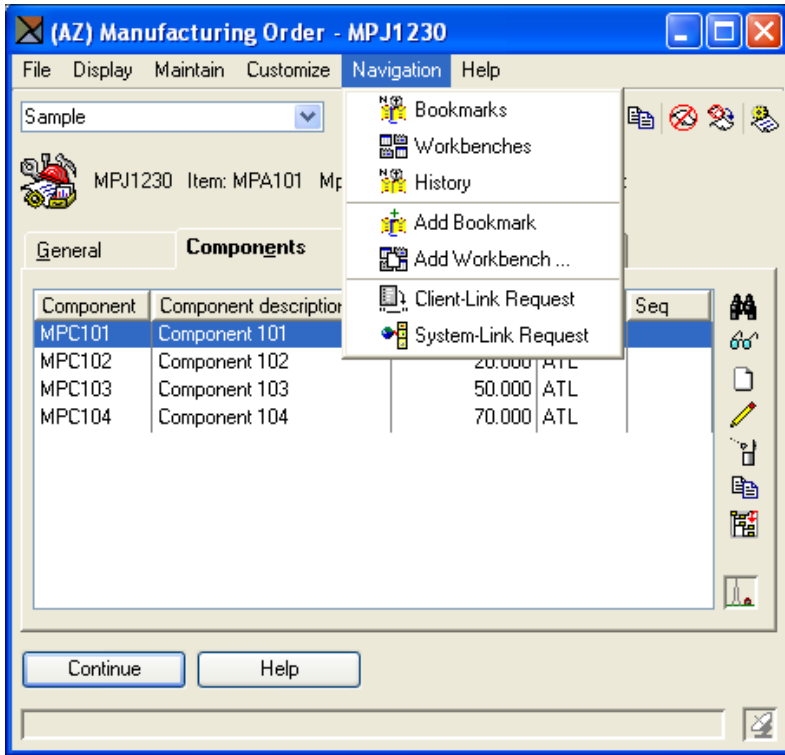 (AZ) Manufacturing Order - MPJ1230
File Display Maintain Customize Navigation Help
Sample
Bookmarks
Workbenches
History
Add Bookmark
Add Workbench ...
Client-Link Request
System-Link Request
MPJ1230 Item: MPA101
General Components
Component Component description Seq
MPC101 Component 101
MPC102 Component 102 20.000 ATL
MPC103 Component 103 50.000 ATL
MPC104 Component 104 70.000 ATL
Continue Help